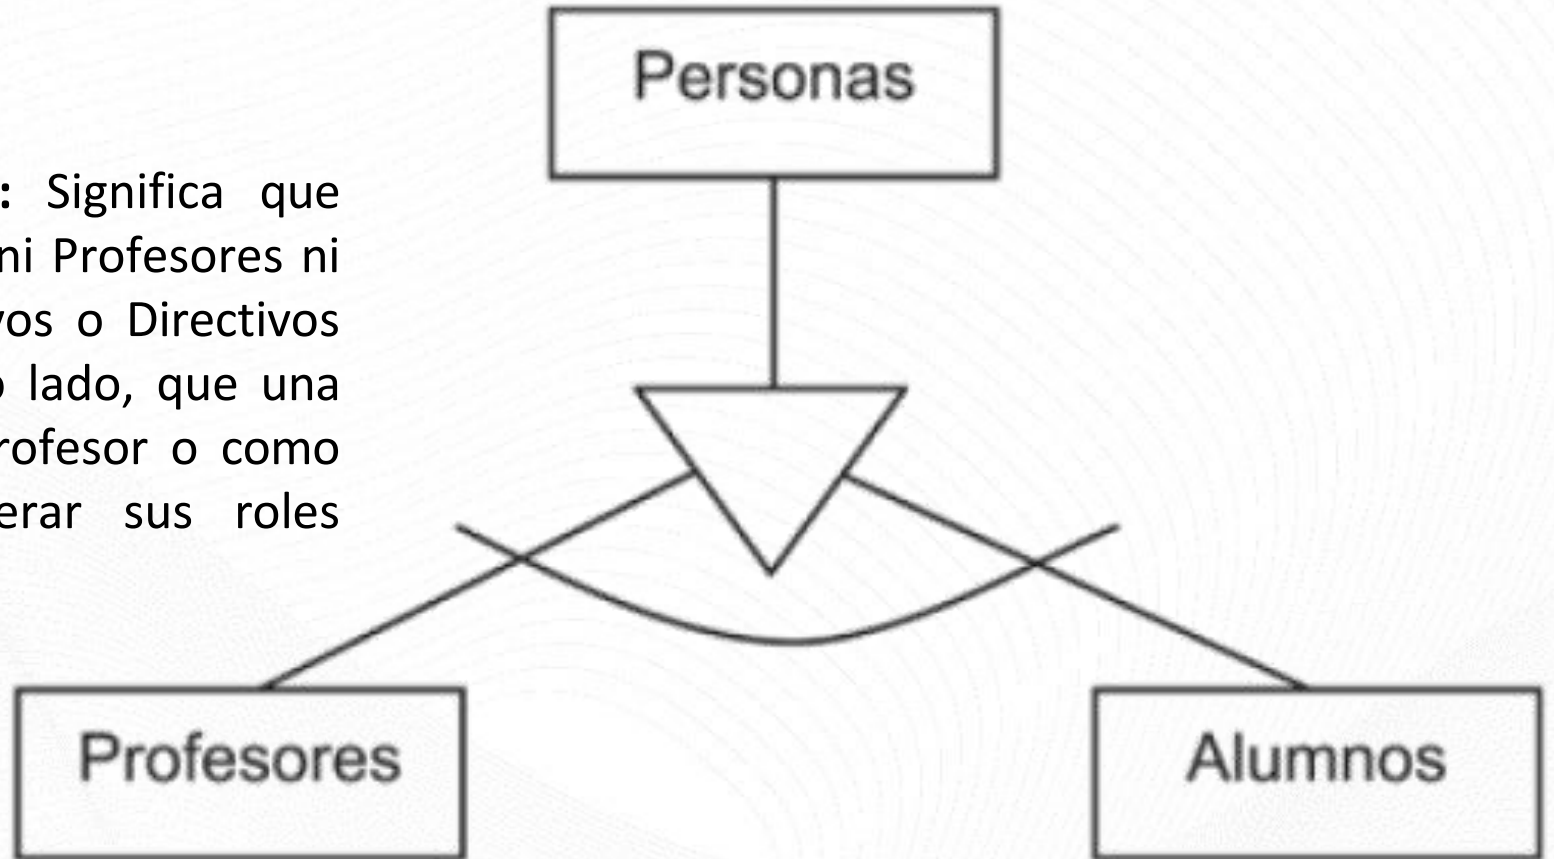 Personas
: Significa que
ni Profesores ni
vos o Directivos
lado, que una
rofesor o como
erar sus roles
Profesores
Alumnos